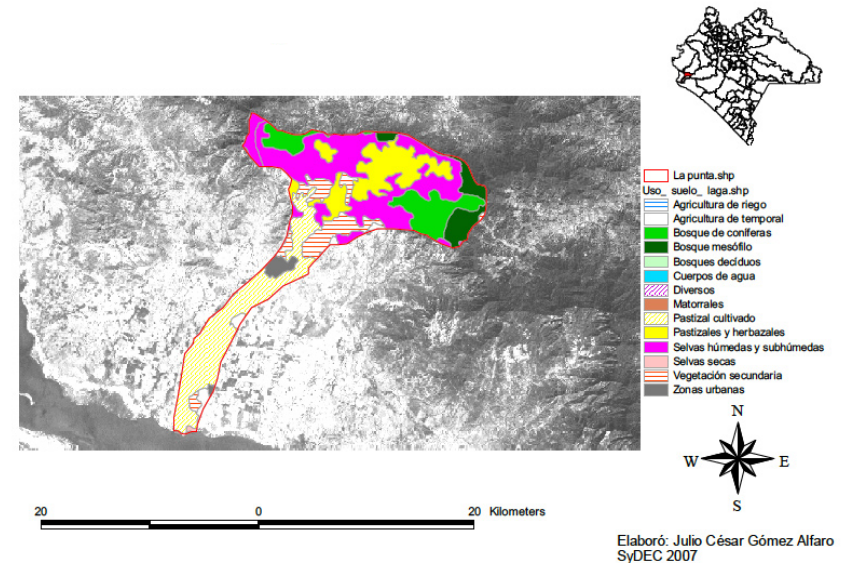 La punta.shp
Uso_ suelo_ laga.shp
Agricultura de riego
Agricultura de temporal
Bosque de coníferas
Bosque mesófilo
Bosques decíduos
Cuerpos de agua
Diversos
Matorrales
Pastizal cultivado
Pastizales y herbazales
Selvas húmedas y subhúmedas
Selvas secas
Vegetación secundaria
Zonas urbanas
N
W E
S
20 0 20 Kilometers
Elaboró: Julio César Gómez Alfaro
SyDEC 2007